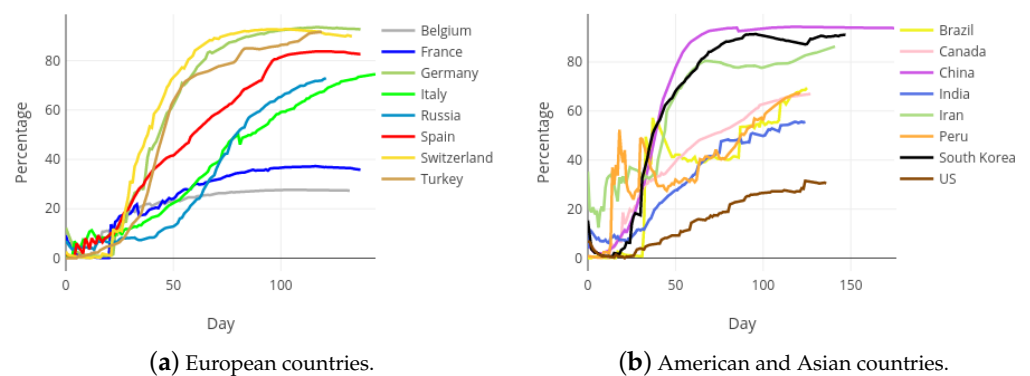 Percentage
80
60
40
20
0
0
50
100
Day
Belgium
France
Germany
Italy
Russia
Spain
Switzerland
Turkey
(a) European countries.
Percentage
80
60
40
20
0
0
50
100
150
Day
Brazil
Canada
China
India
Iran
Peru
South Korea
US
(b) American and Asian countries.